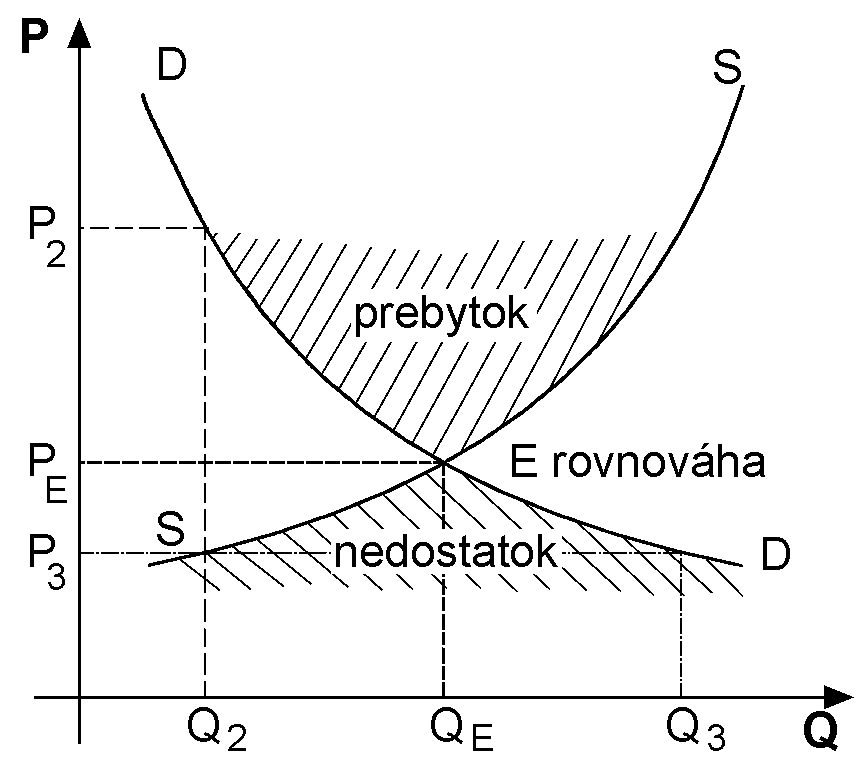 P
D
S
P2
prebytok
PE
E rovnováha
S
P3
nedostatok
D
Q2
QE
Q3
Q